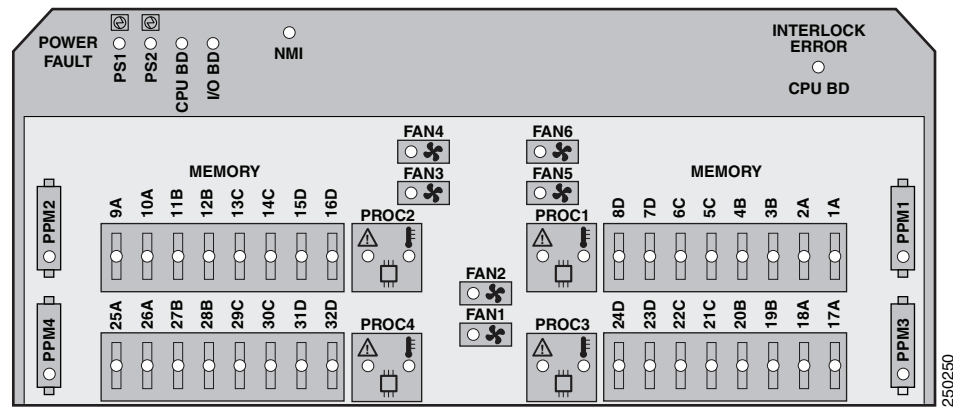 POWER FAULT
PS1
PS2
CPU BD
I/O BD
NMI
INTERLOCK ERROR
CPU BD
FAN4
FAN3
FAN6
FAN5
MEMORY
MEMORY
PPM2
9A 10A 11B 12B 13C 14C 15D 16D
PROC2
PROC1
8D 7D 6C 5C 4B 3B 2A 1A
PPM1
FAN2
FAN1
PPM4
25A 26A 27B 28B 29C 30C 31D 32D
PROC4
PROC3
24D 23D 22C 21C 20B 19B 18A 17A
PPM3
250250